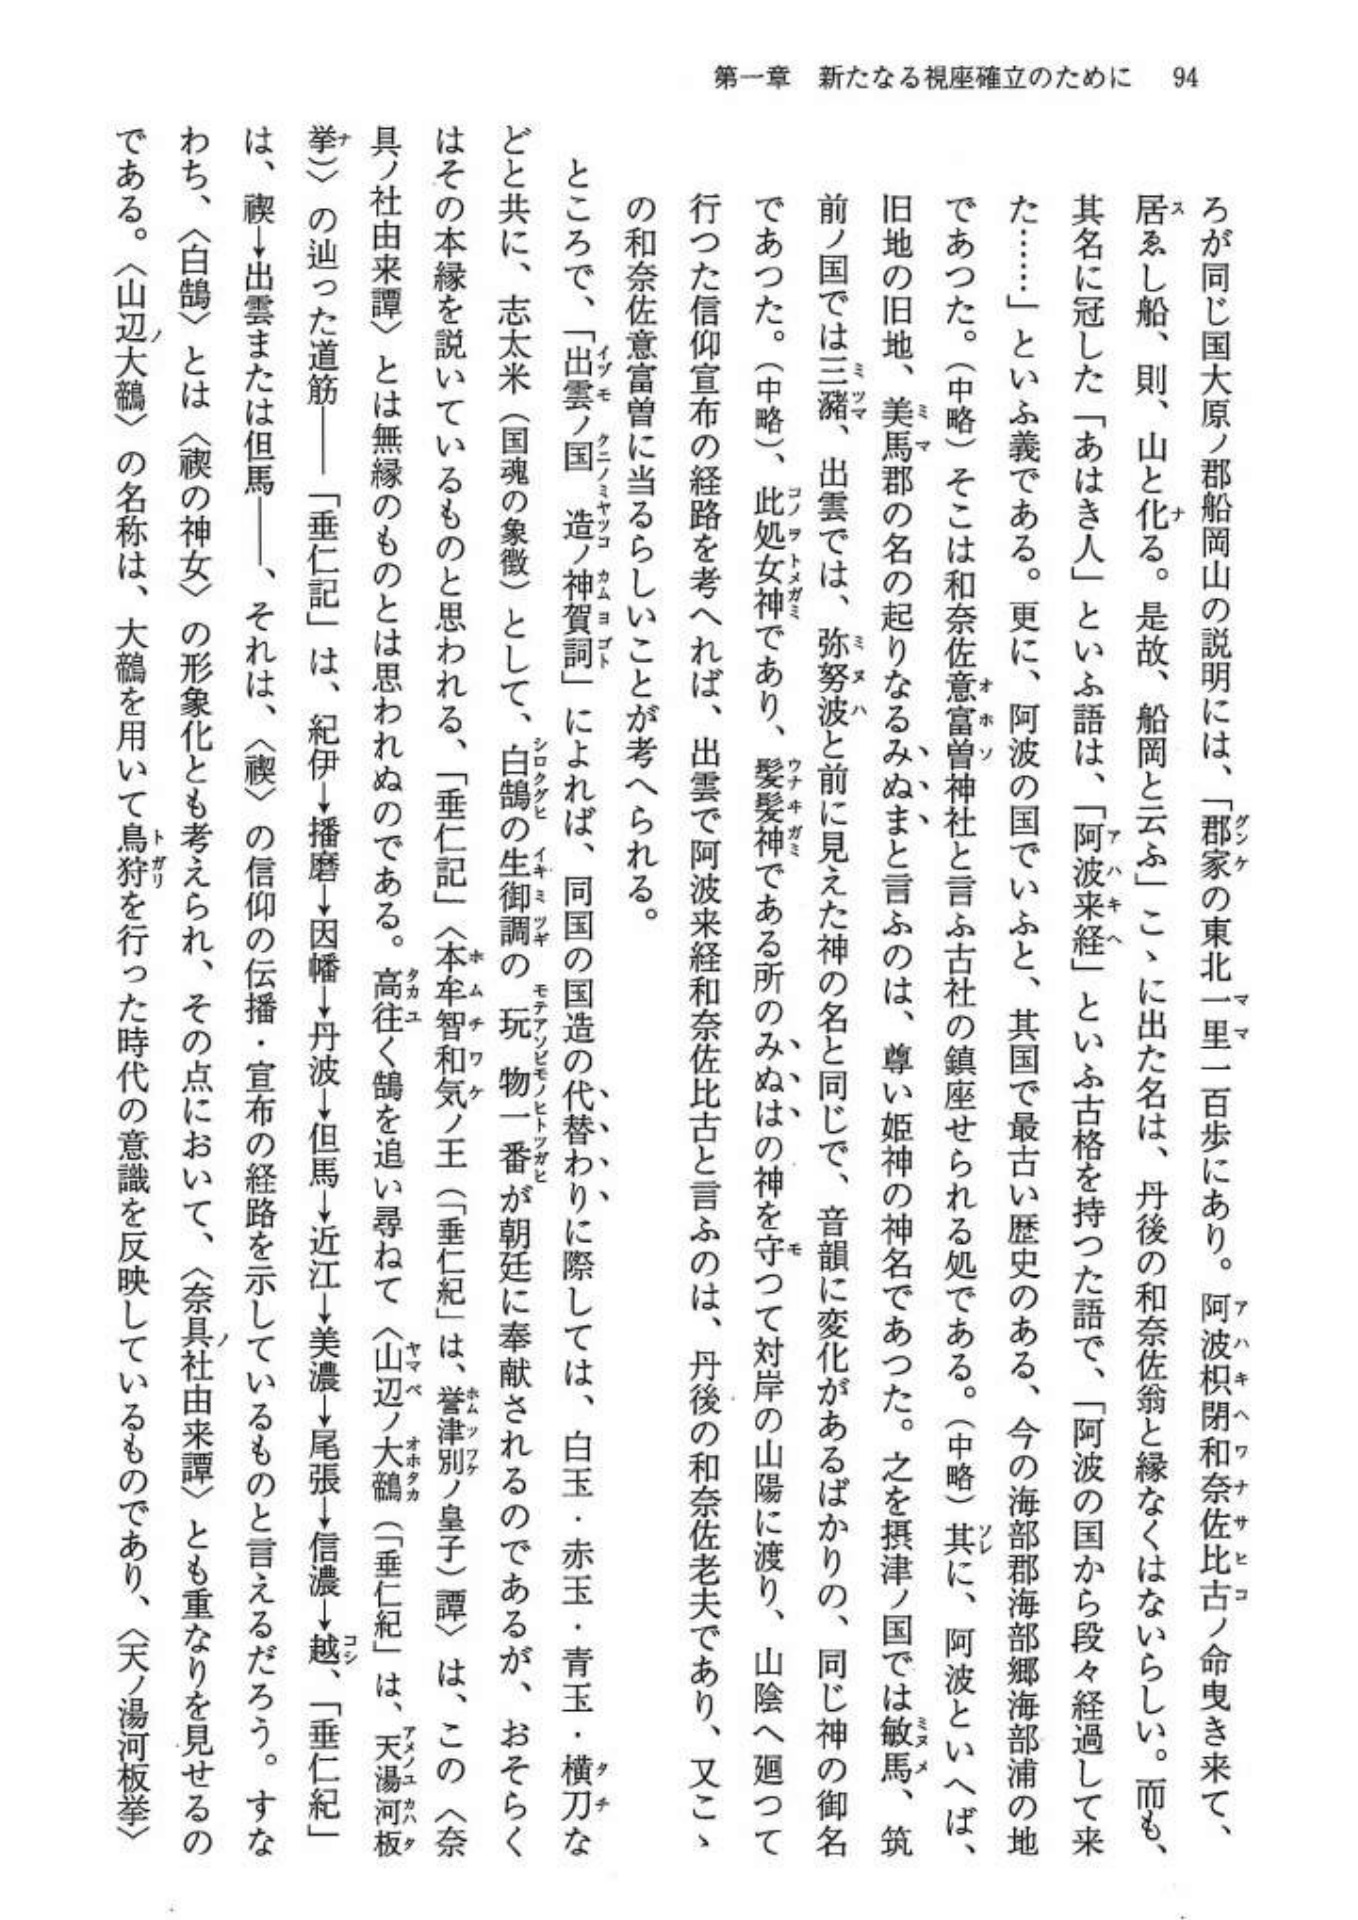 第一章　新たなる視座確立のために　94
ろが同じ国大原ノ郡船岡山の説明には、「郡家の東北一里一百歩にあり。阿波枳閉和奈佐比古ノ命曳き来て、
居ゑし船、則、山と化る。是故、船岡と云ふ」こゝに出た名は、丹後の和奈佐翁と縁なくはないらしい。而も、
其名に冠した「あはき人」といふ語は、「阿波来経」といふ古格を持つた語で、「阿波の国から段々経過して来
た……」といふ義である。更に、阿波の国でいふと、其国で最古い歴史のある、今の海部郡海部郷海部浦の地
であつた。（中略）そこは和奈佐意富曽神社と言ふ古社の鎮座せられる処である。（中略）其に、阿波といへば、
旧地の旧地、美馬郡の名の起りなるみぬまと言ふのは、尊い姫神の神名であつた。之を摂津ノ国では敏馬、筑
前ノ国では三瀦、出雲では、弥努波と前に見えた神の名と同じで、音韻に変化があるばかりの、同じ神の御名
であつた。（中略）、此処女神であり、髪髪神である所のみぬはの神を守つて対岸の山陽に渡り、山陰へ廻つて
行つた信仰宣布の経路を考へれば、出雲で阿波来経和奈佐比古と言ふのは、丹後の和奈佐老夫であり、又こゝ
の和奈佐意富曽に当るらしいことが考へられる。
ところで、「出雲ノ国　造ノ神賀詞」によれば、同国の国造の代替わりに際しては、白玉・赤玉・青玉・横刀な
どと共に、志太米（国魂の象徴）として、白鵠の生御調の　玩　物一番が朝廷に奉献されるのであるが、おそらく
はその本縁を説いているものと思われる、「垂仁記」〈本牟智和気ノ王（「垂仁紀」は、誉津別ノ皇子）譚〉は、この〈奈
具ノ社由来譚〉とは無縁のものとは思われぬのである。高往く鵠を追い尋ねて〈山辺ノ大鶙（「垂仁紀」は、天湯河板
挙）〉の辿った道筋――「垂仁記」は、紀伊→播磨→因幡→丹波→但馬→近江→美濃→尾張→信濃→越、「垂仁紀」
は、禊→出雲または但馬――、それは、〈禊〉の信仰の伝播・宣布の経路を示しているものと言えるだろう。すな
わち、〈白鵠〉とは〈禊の神女〉の形象化とも考えられ、その点において、〈奈具ノ社由来譚〉とも重なりを見せるの
である。〈山辺ノ大鶙〉の名称は、大鶙を用いて鳥狩を行った時代の意識を反映しているものであり、〈天ノ湯河板挙〉